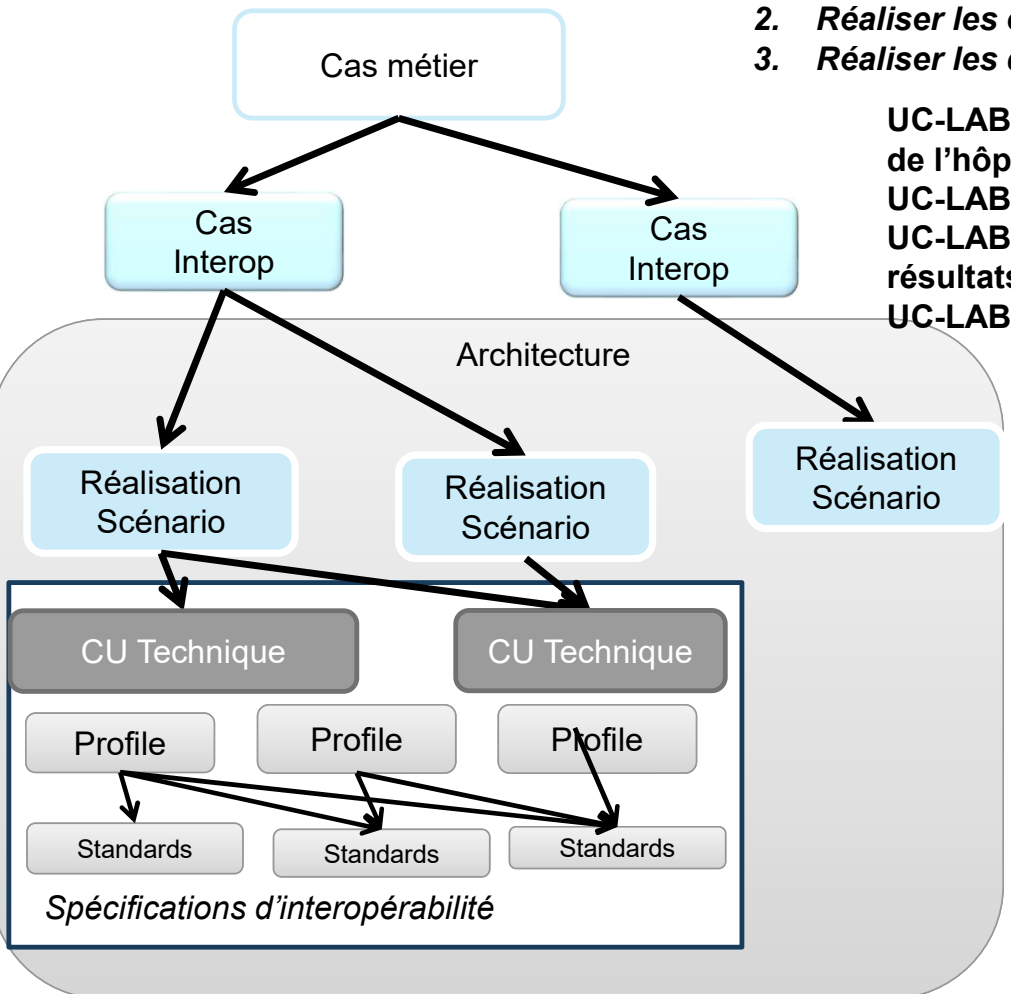 2. Réaliser les
3. Réaliser les
Cas métier
UC-LAB
de l’hôp
UC-LAB
UC-LAB
résultats
UC-LAB
Cas
Interop
Cas
Interop
Architecture
Réalisation
Scénario
Réalisation
Scénario
Réalisation
Scénario
CU Technique
CU Technique
Profile
Profile
Profile
Standards
Standards
Standards
Spécifications d’interopérabilité